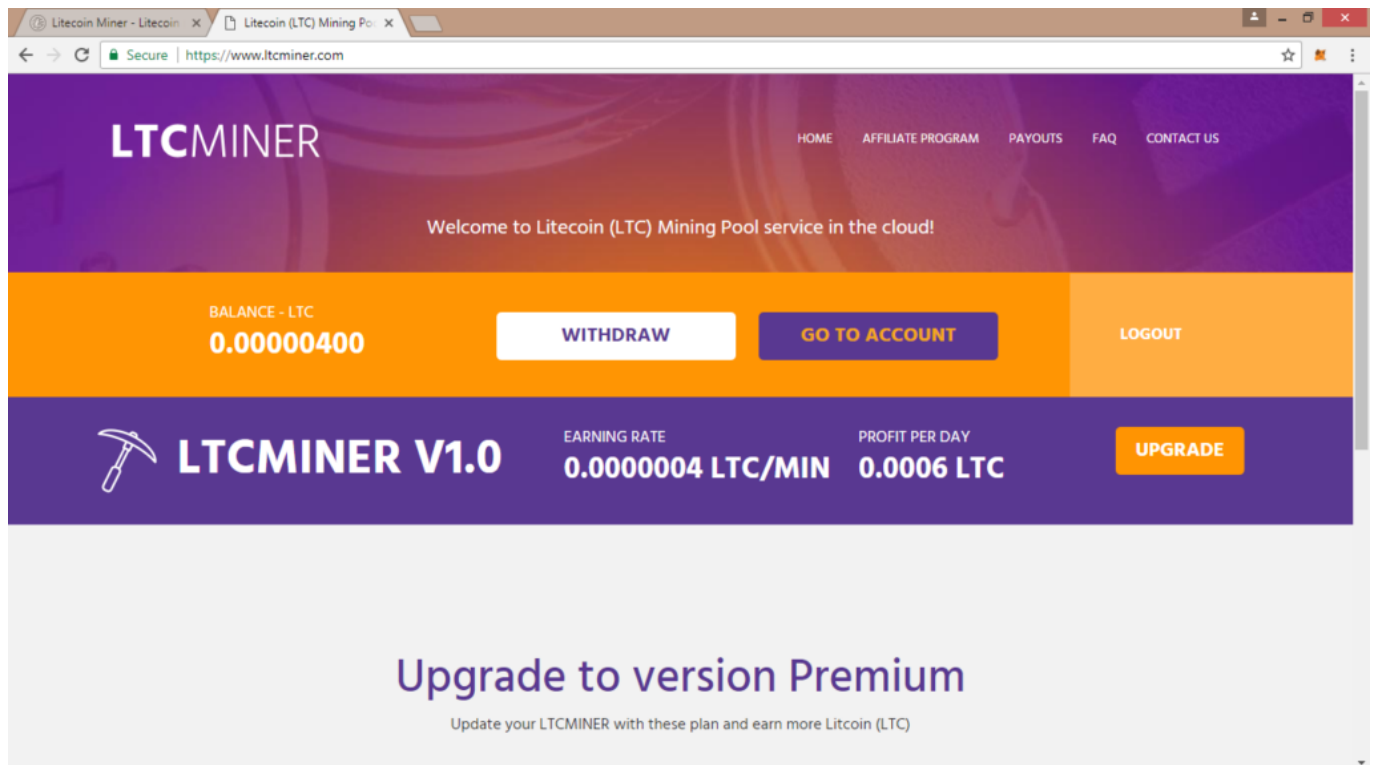 Litecoin Miner - Litecoin
Litecoin (LTC) Mining Po
Secure | https://www.ltcminer.com
LTCMINER
HOME AFFILIATE PROGRAM PAYOUTS FAQ CONTACT US
Welcome to Litecoin (LTC) Mining Pool service in the cloud!
BALANCE - LTC
0.00000400
WITHDRAW
GO TO ACCOUNT
LOGOUT
LTCMINER V1.0
EARNING RATE
0.0000004 LTC/MIN
PROFIT PER DAY
0.0006 LTC
UPGRADE
Upgrade to version Premium
Update your LTCMINER with these plan and earn more Litcoin (LTC)